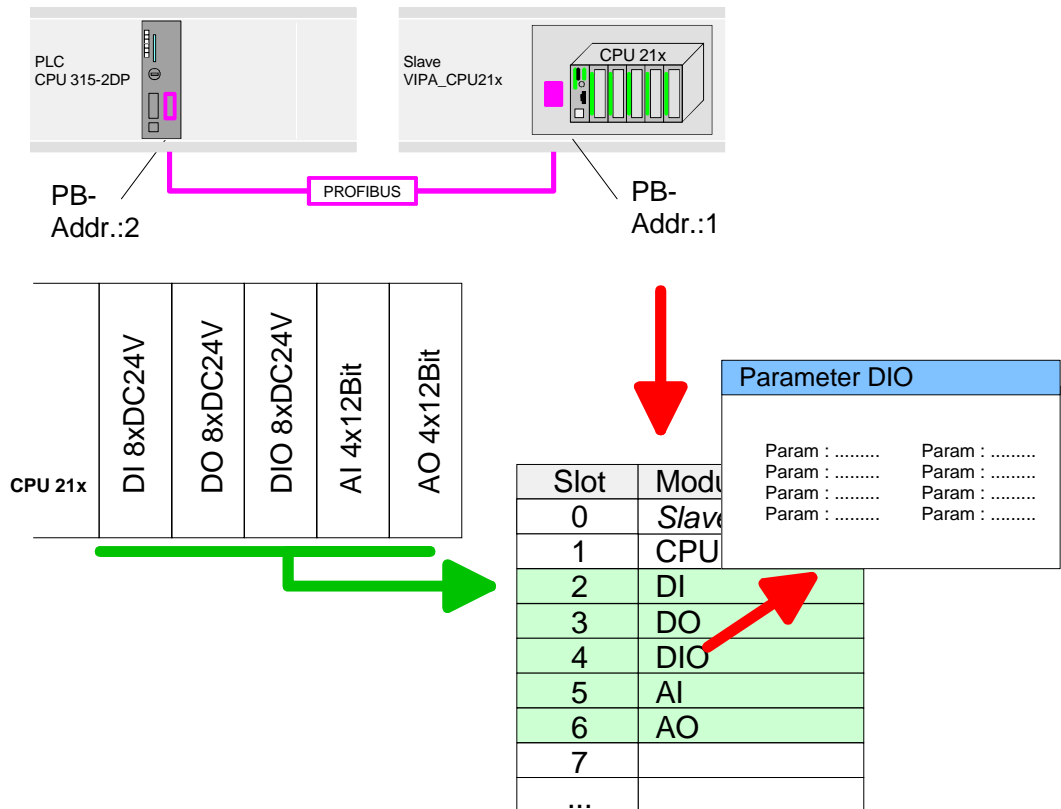 PLC
CPU 315-2DP
Slave
VIPA_CPU21x
CPU 21x
PB-
Addr.:2
PROFIBUS
PB-
Addr.:1
CPU 21x
DI 8xDC24V
DO 8xDC24V
DIO 8xDC24V
AI 4x12Bit
AO 4x12Bit
Parameter DIO
Param : ......... Param : .........
Param : ......... Param : .........
Param : ......... Param : .........
Param : ......... Param : .........
Slot Modu
0 Slave
1 CPU
2 DI
3 DO
4 DIO
5 AI
6 AO
7
...